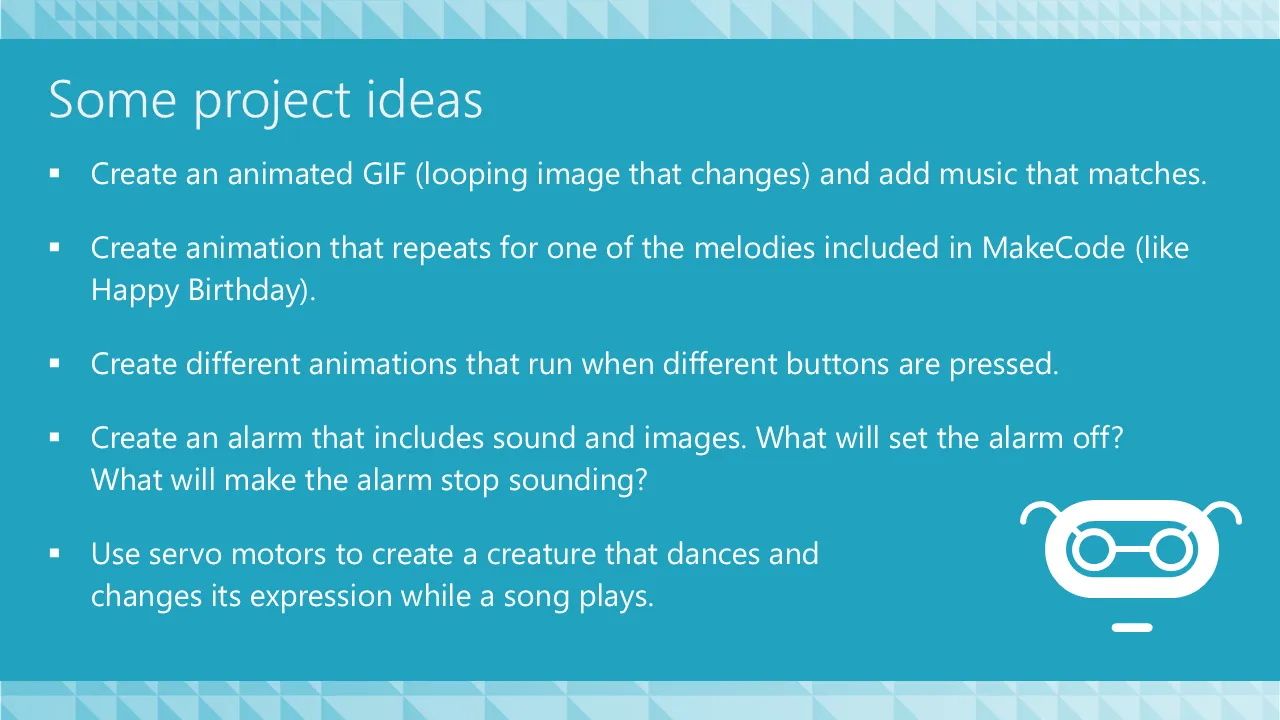 Some project ideas
▪ Create an animated GIF (looping image that changes) and add music that matches.
▪ Create animation that repeats for one of the melodies included in MakeCode (like
Happy Birthday).
▪ Create different animations that run when different buttons are pressed.
▪ Create an alarm that includes sound and images. What will set the alarm off?
What will make the alarm stop sounding?
▪ Use servo motors to create a creature that dances and
changes its expression while a song plays.